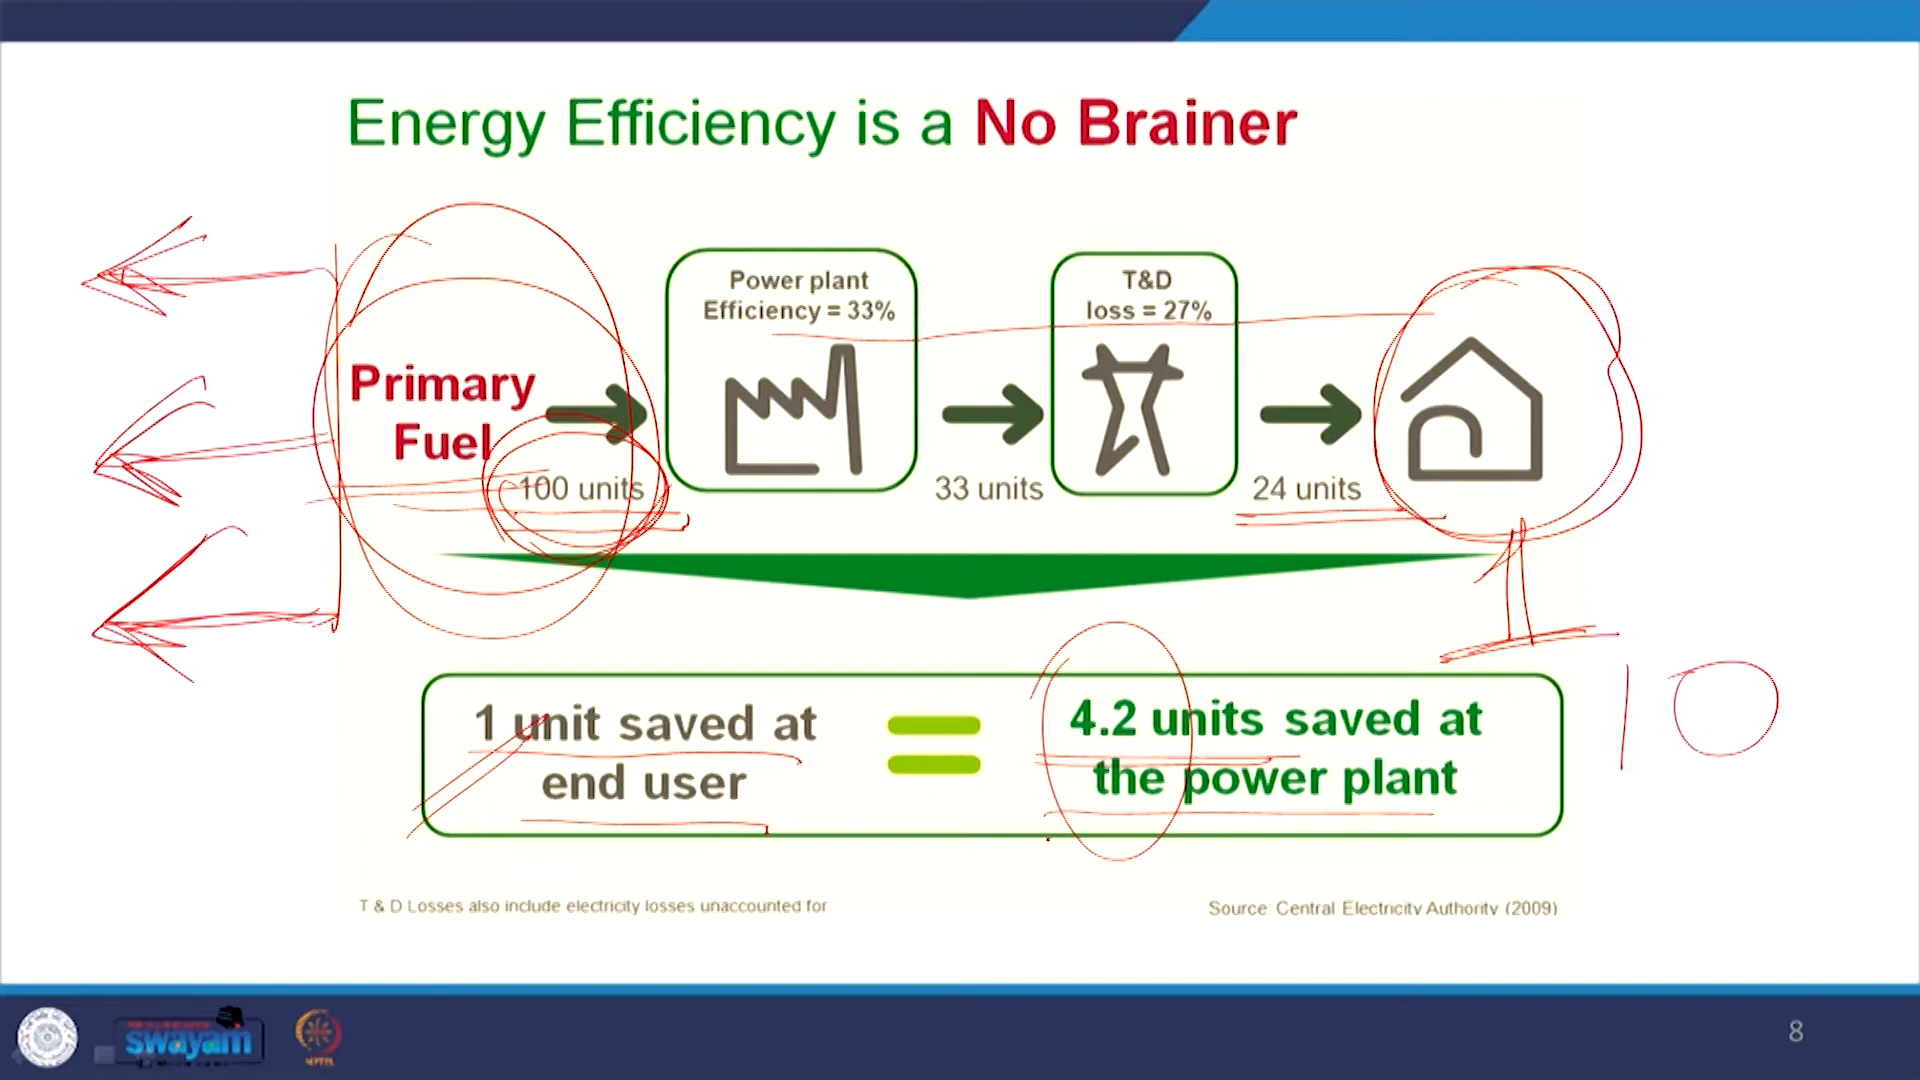 Energy Efficiency is a No Brainer
Power plant
Efficiency = 33%
T&D
loss = 27%
Primary
Fuel
100 units
33 units
24 units
1 unit saved at
end user
=
4.2 units saved at
the power plant
10
T & D Losses also include electricity losses unaccounted for
Source: Central Electricity Authority (2009)
swayam
8